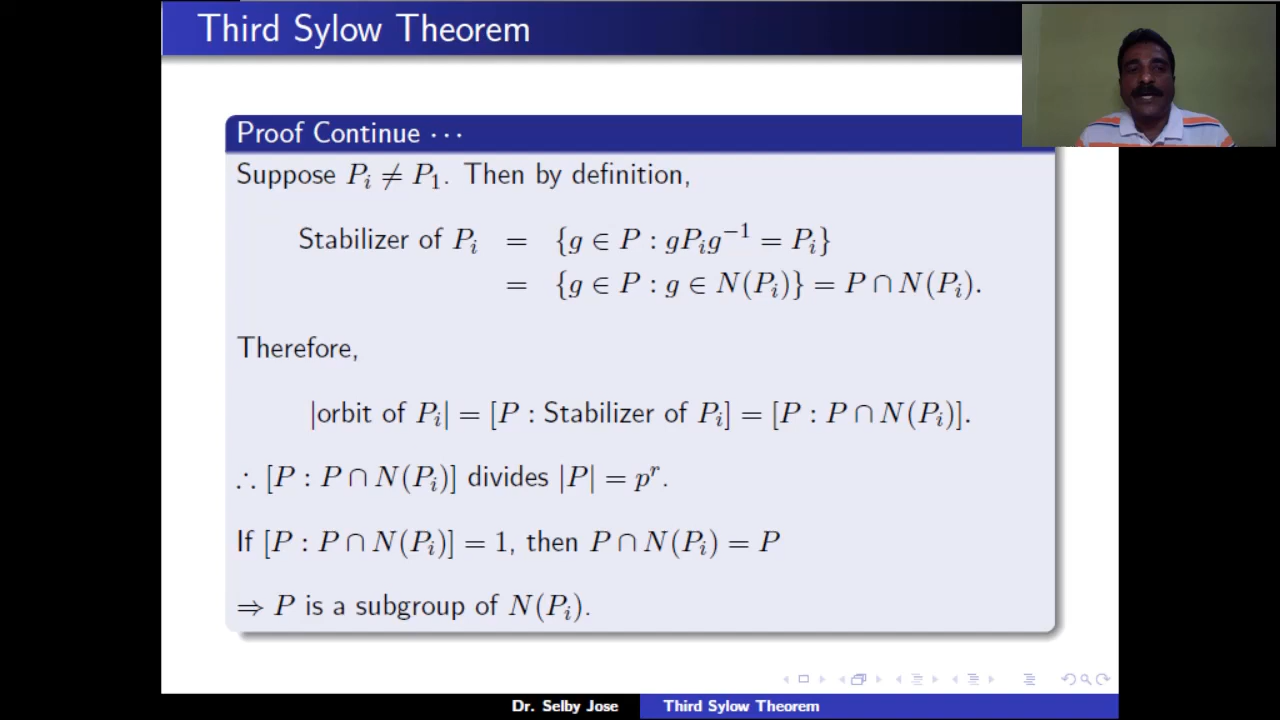 Third Sylow Theorem
Proof Continue ⋯
Suppose P_i ≠ P_1. Then by definition,
Stabilizer of P_i = {g ∈ P : gP_ig^{-1} = P_i}
= {g ∈ P : g ∈ N(P_i)} = P ∩ N(P_i).
Therefore,
|orbit of P_i| = [P : Stabilizer of P_i] = [P : P ∩ N(P_i)].
∴ [P : P ∩ N(P_i)] divides |P| = p^r.
If [P : P ∩ N(P_i)] = 1, then P ∩ N(P_i) = P
⇒ P is a subgroup of N(P_i).
Dr. Selby Jose Third Sylow Theorem